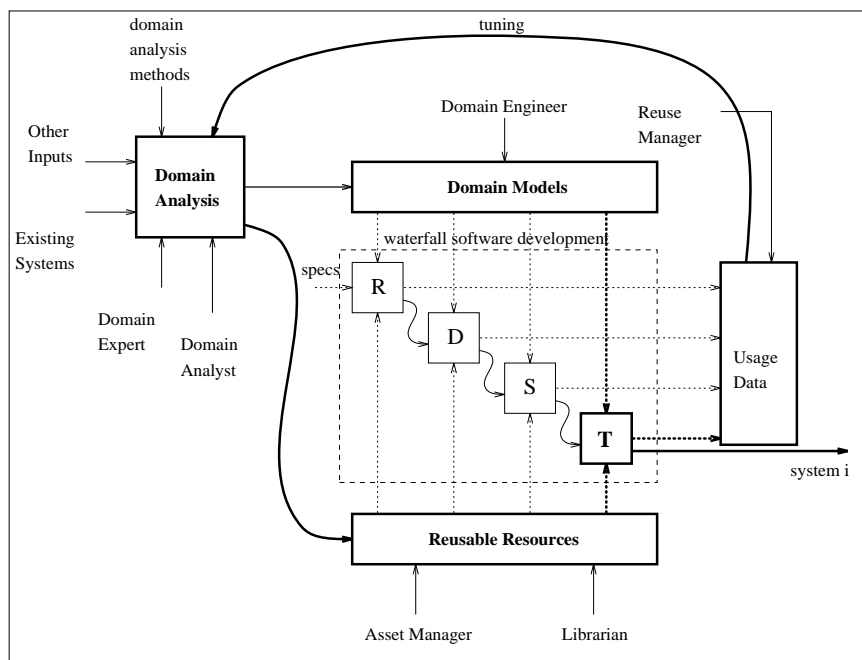 tuning
domain
analysis
methods
Domain Engineer
Reuse
Manager
Other
Inputs
Domain
Analysis
Domain Models
Existing
Systems
waterfall software development
specs
R
Domain
Expert
Domain
Analyst
D
Usage
Data
S
T
system i
Reusable Resources
Asset Manager
Librarian